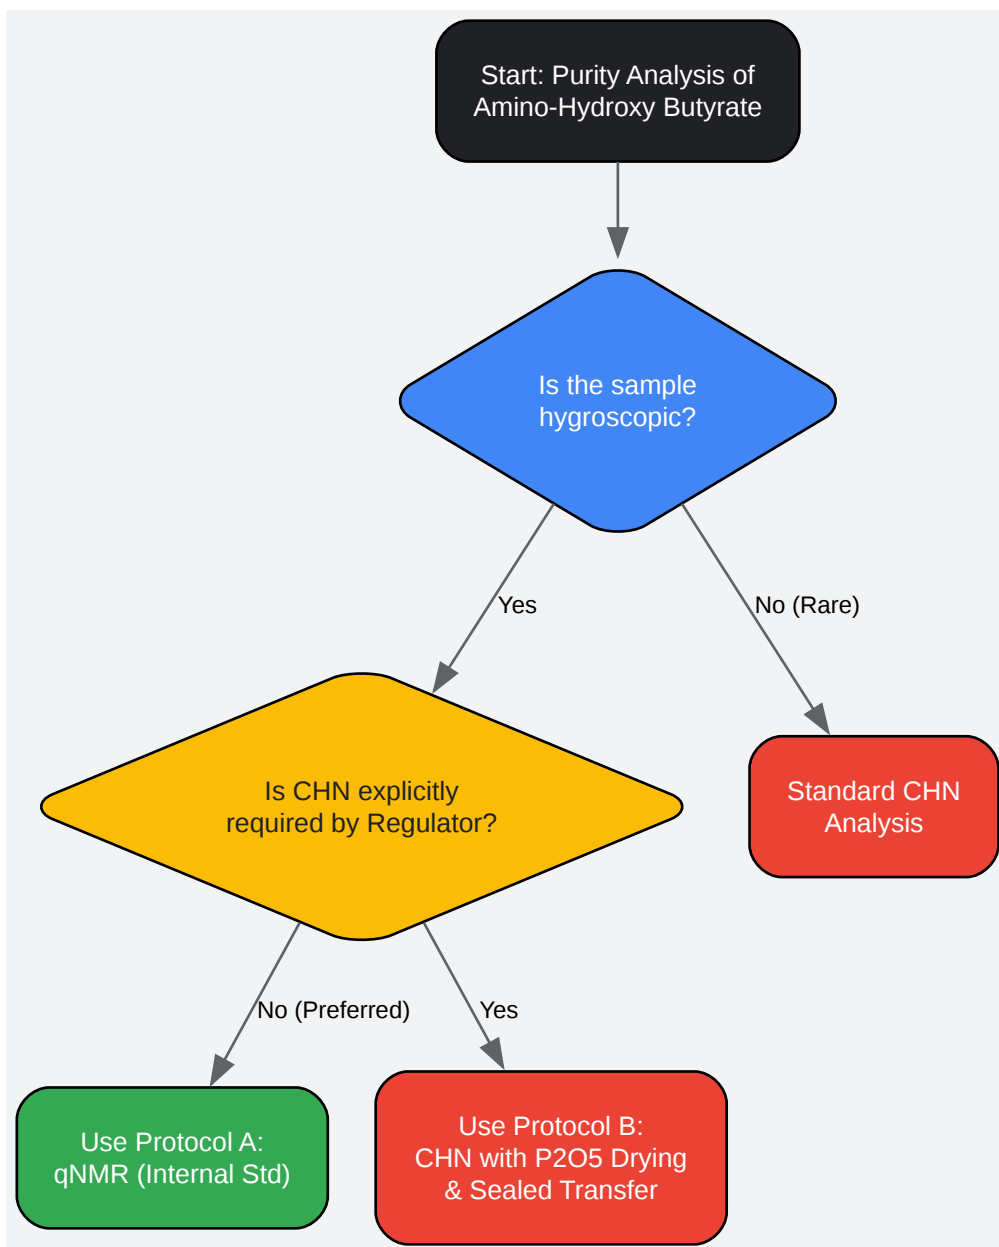 Start: Purity Analysis of
Amino-Hydroxy Butyrate
Is the sample
hygroscopic?
Yes
No (Rare)
Is CHN explicitly
required by Regulator?
Standard CHN
Analysis
No (Preferred)
Yes
Use Protocol A:
qNMR (Internal Std)
Use Protocol B:
CHN with P2O5 Drying
& Sealed Transfer